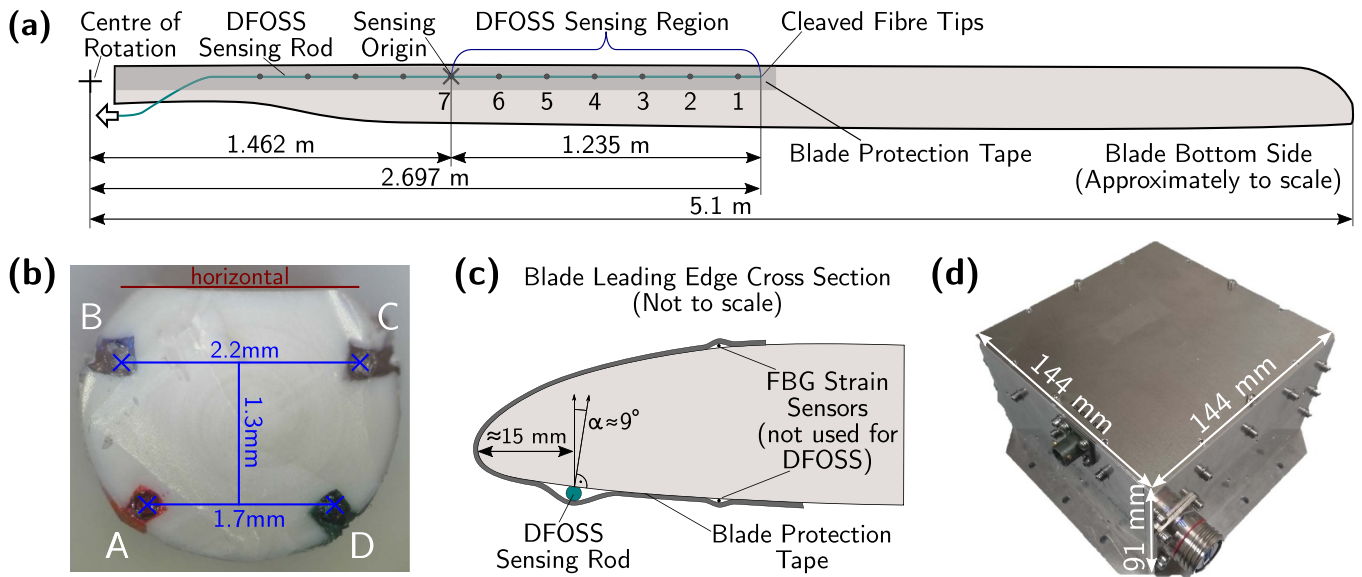 (a)
Centre of
Rotation
DFOSS
Sensing Rod
Sensing
Origin
DFOSS Sensing Region
Cleaved Fibre Tips
7 6 5 4 3 2 1
1.462 m
1.235 m
Blade Protection Tape
Blade Bottom Side
(Approximately to scale)
2.697 m
5.1 m
(b)
horizontal
B
C
2.2mm
1.3mm
1.7mm
A
D
(c)
Blade Leading Edge Cross Section
(Not to scale)
FBG Strain
Sensors
(not used for
DFOSS)
≈15 mm
α≈9°
DFOSS
Sensing Rod
Blade Protection
Tape
(d)
144 mm
144 mm
91 mm